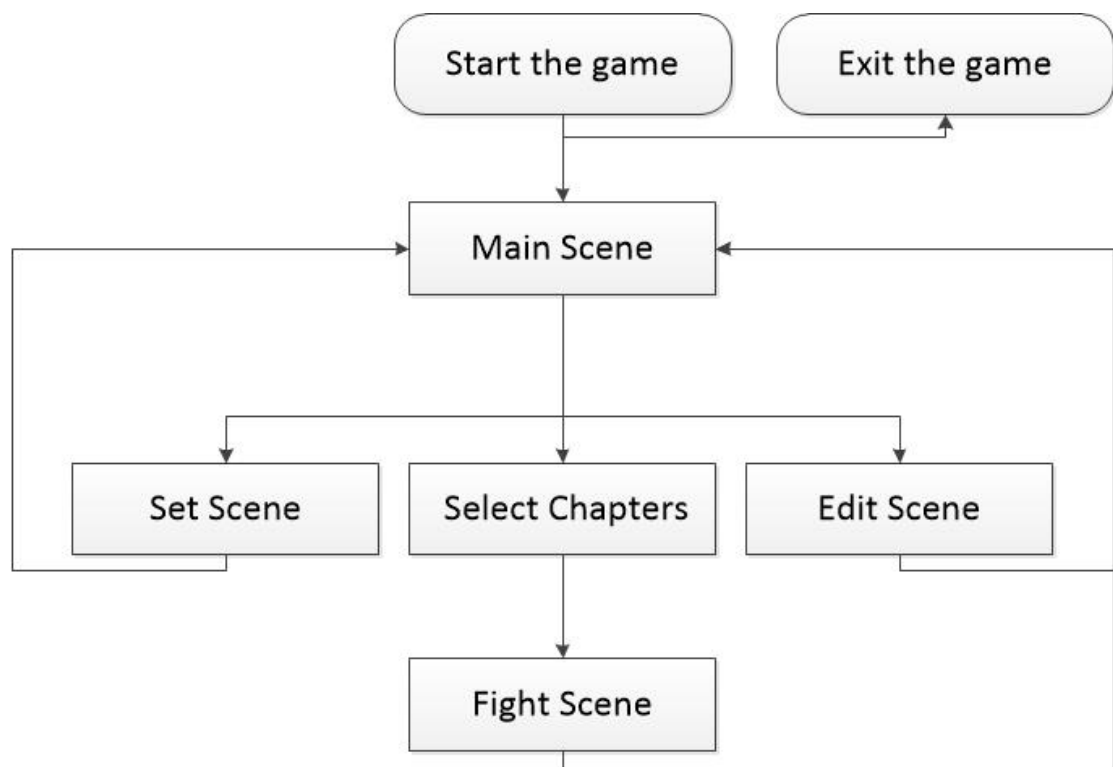 Start the game
Exit the game
Main Scene
Set Scene
Select Chapters
Edit Scene
Fight Scene